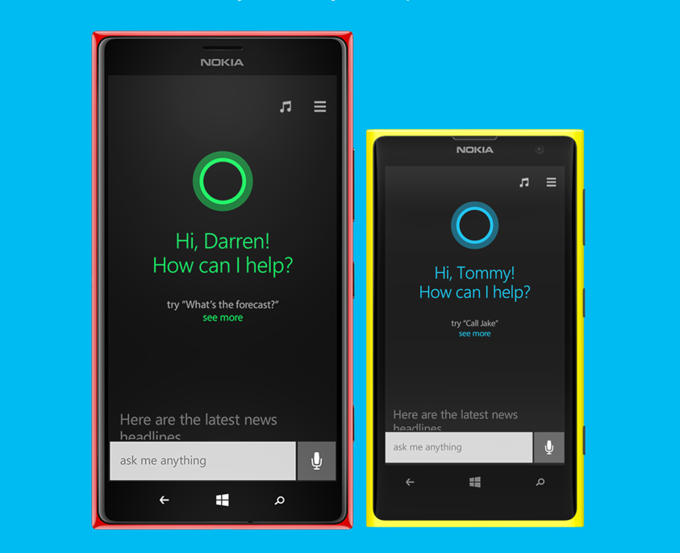 NOKIA
Hi, Darren!
How can I help?
try "What's the forecast?"
see more
Here are the latest news
headlines
ask me anything
NOKIA
Hi, Tommy!
How can I help?
try "Call Jake"
see more
Here are the latest news
headlines
ask me anything